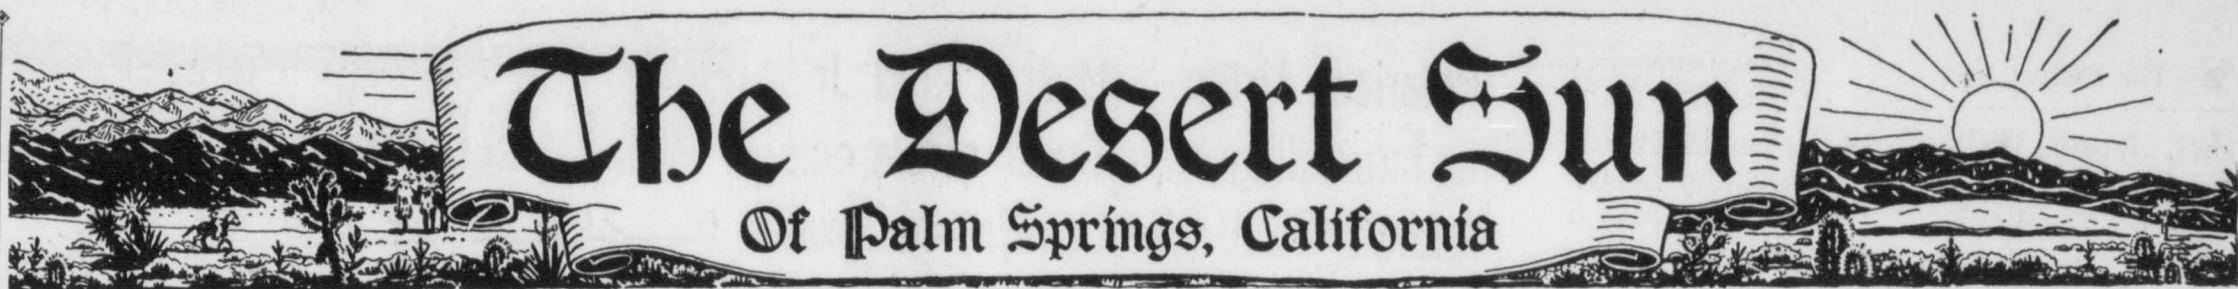 The Desert Sun
Of Palm Springs, California